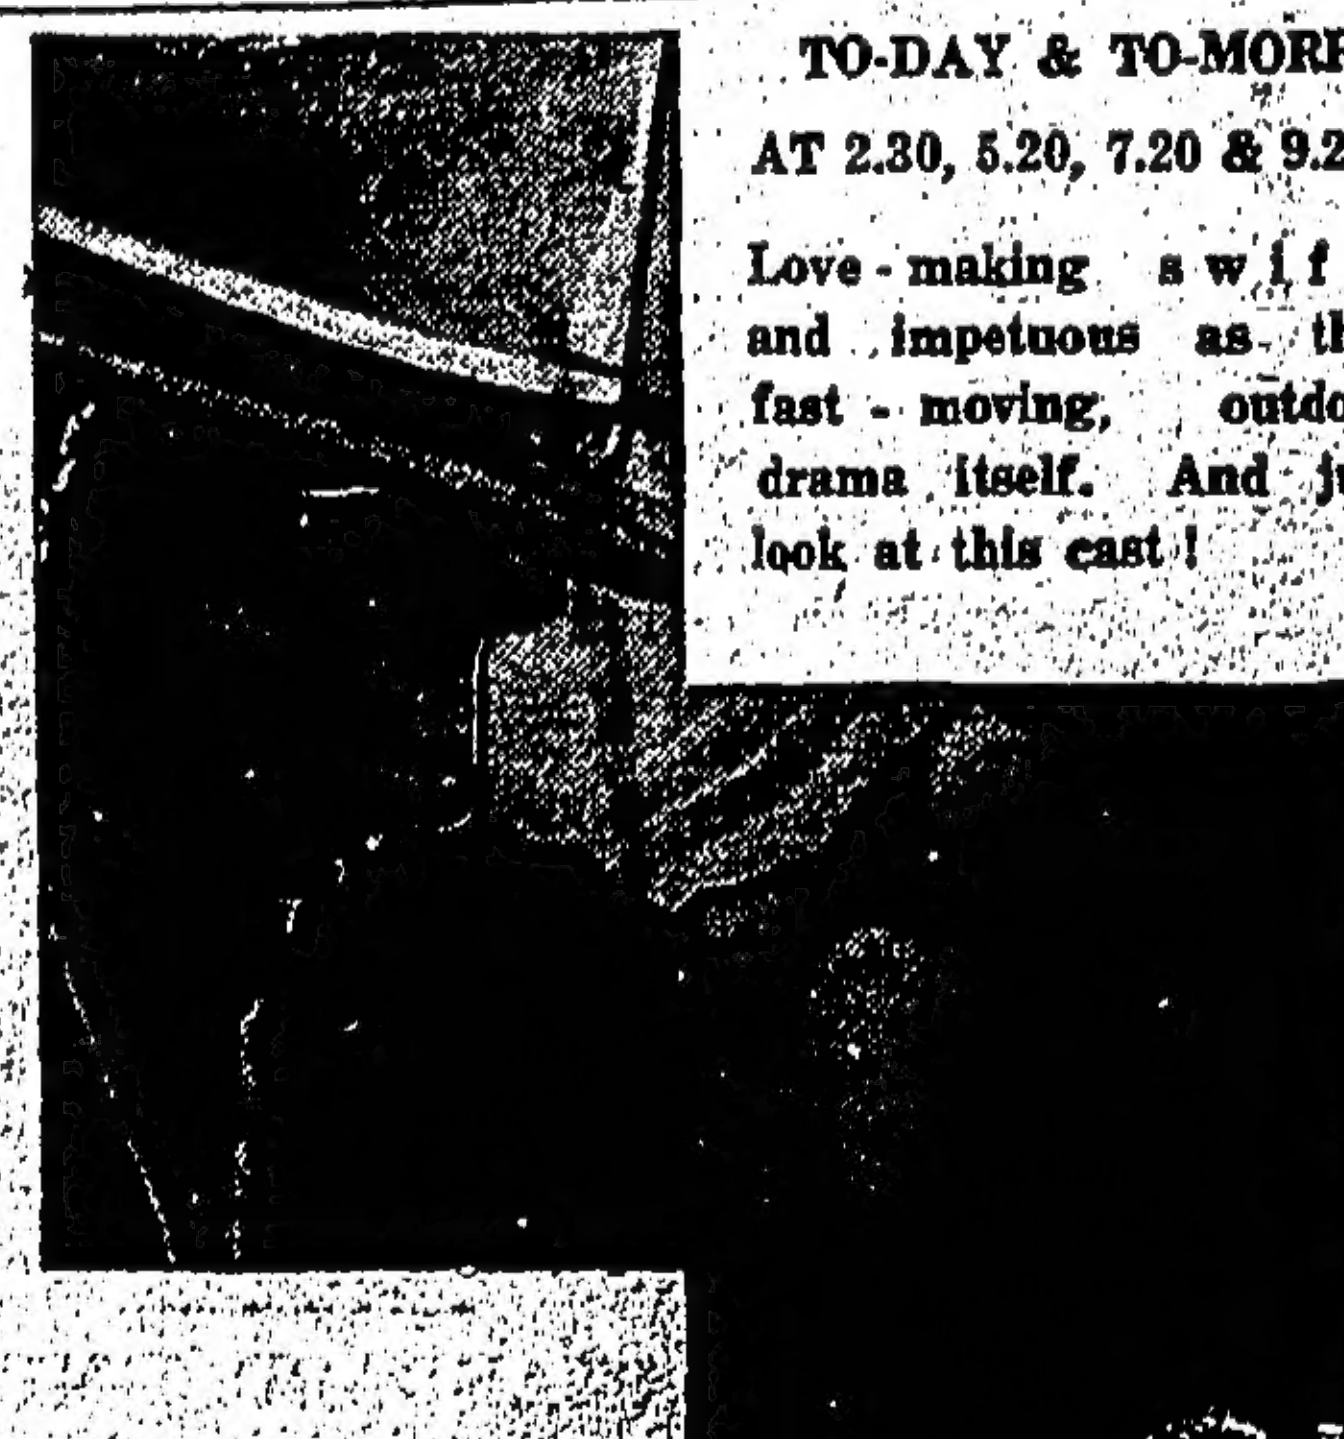 TO-DAY & TO-MORR
AT 2.30, 5.20, 7.20 & 9.2
Love - making swif
and impetuous as th
fast - moving, outdo
drama itself. And ju
look at this cast !